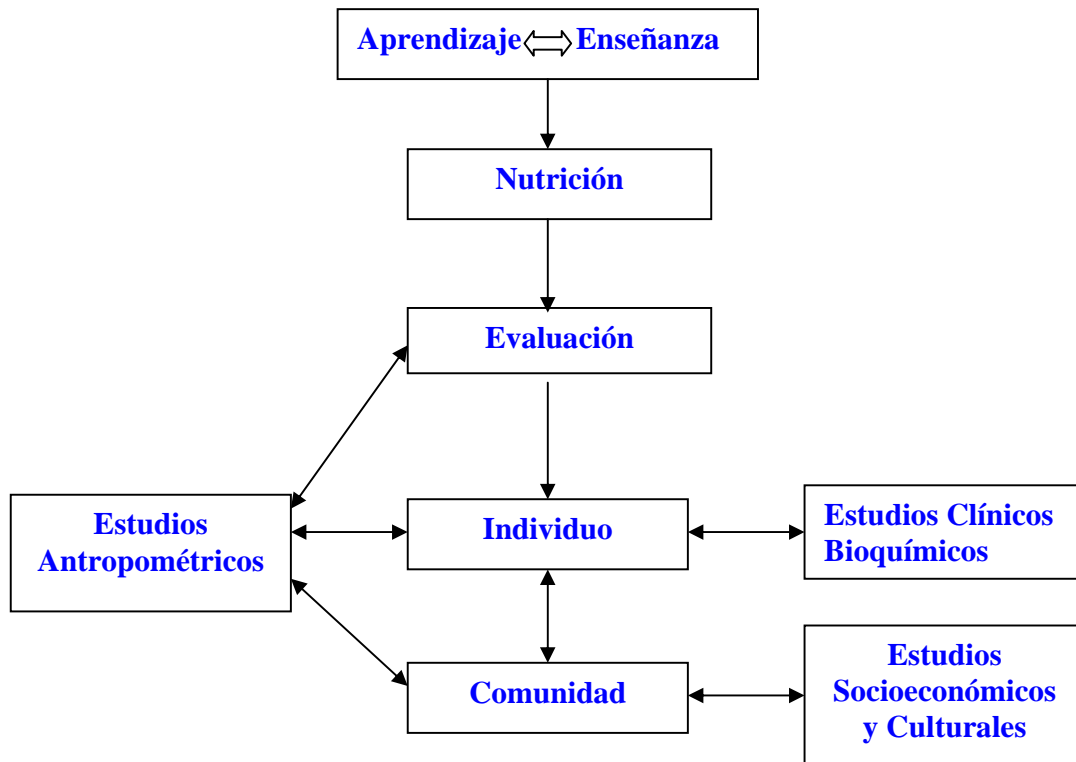 Aprendizaje Enseñanza
Nutrición
Evaluación
Estudios
Antropométricos
Individuo
Estudios Clínicos
Bioquímicos
Comunidad
Estudios
Socioeconómicos
y Culturales